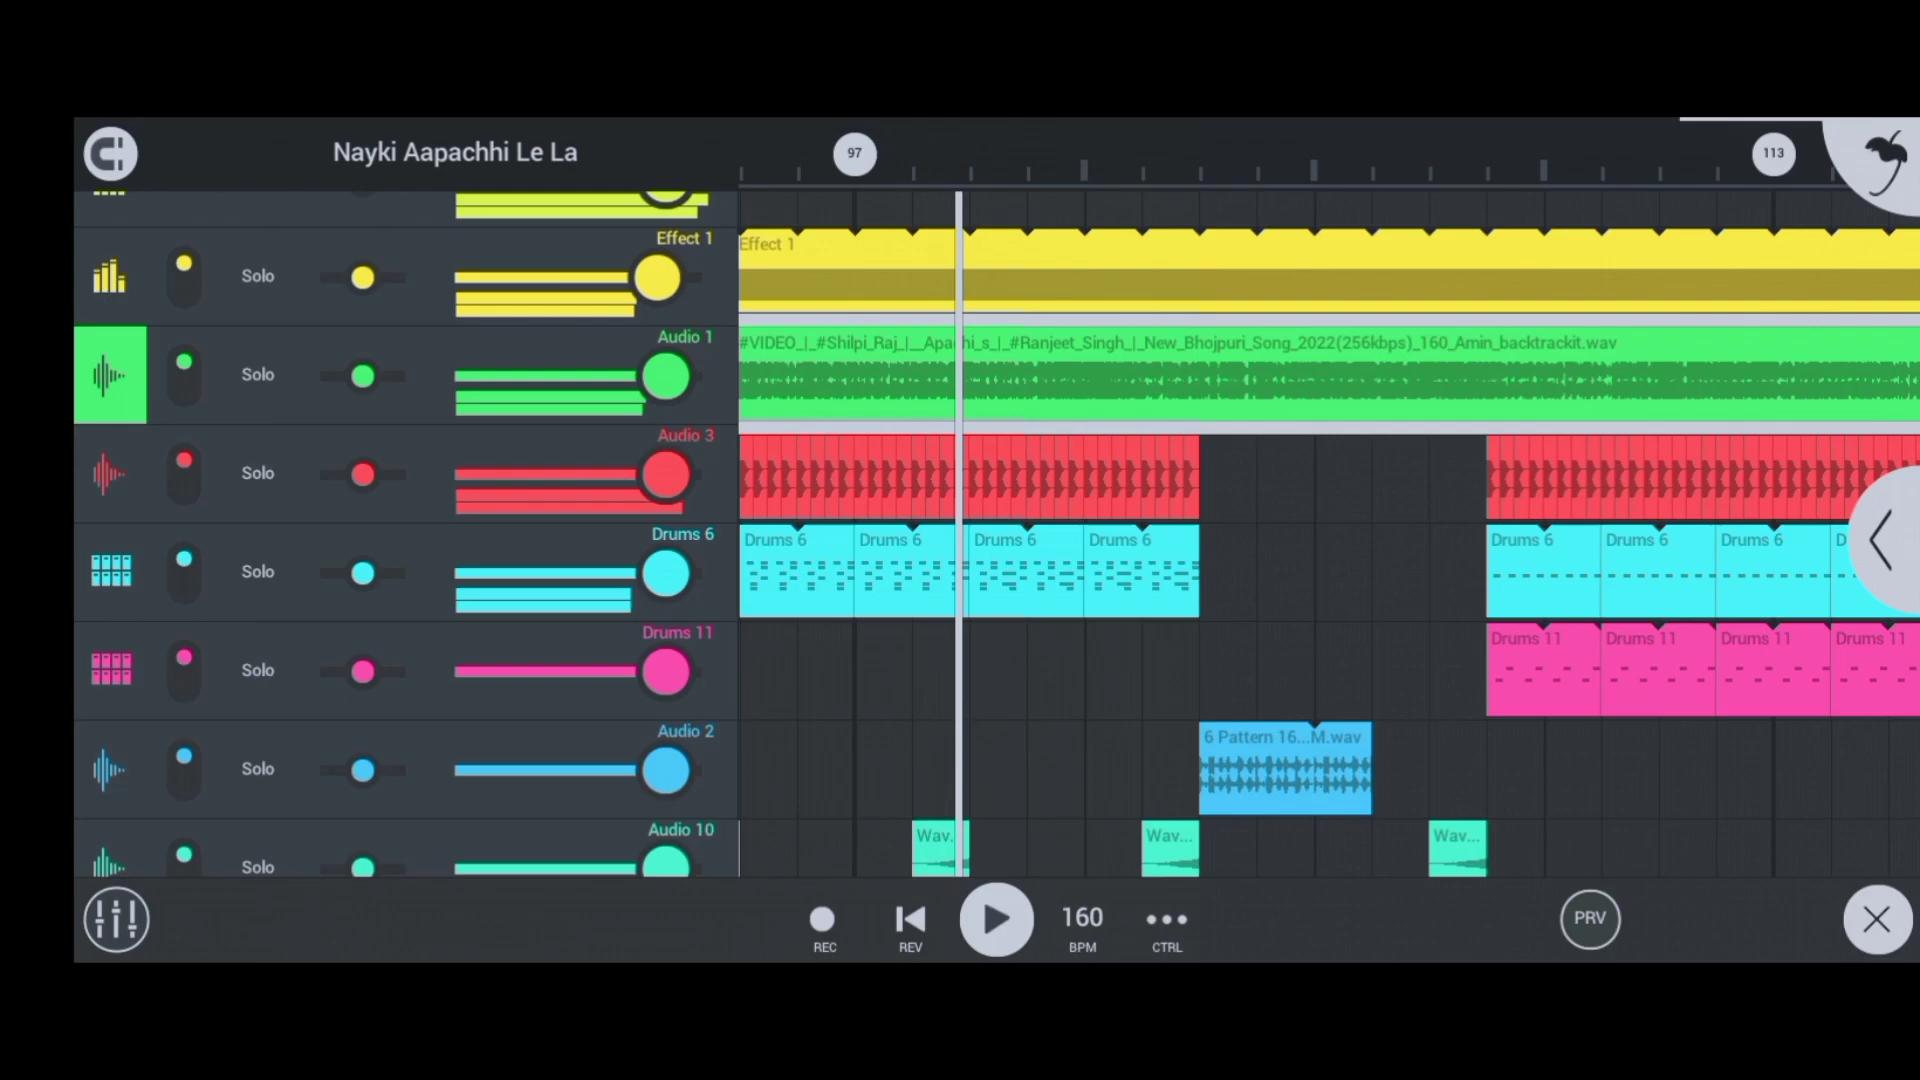 Nayki Aapachhi Le La
97
113
Effect 1
Solo
Effect 1
Audio 1
Solo
#VIDEO_|_#Shilpi_Raj_|__Apachi_s_|_#Ranjeet_Singh_|_New_Bhojpuri_Song_2022(256kbps)_160_Amin_backtrackit.wav
Audio 3
Solo
Drums 6
Solo
Drums 6 Drums 6 Drums 6 Drums 6 Drums 6 Drums 6 Drums 6 D
Drums 11
Solo
Drums 11 Drums 11 Drums 11 Drums 11
Audio 2
Solo
6 Pattern 16...M.wav
Audio 10
Solo
Wav. Wav... Wav...
160
PRV
REC REV BPM CTRL